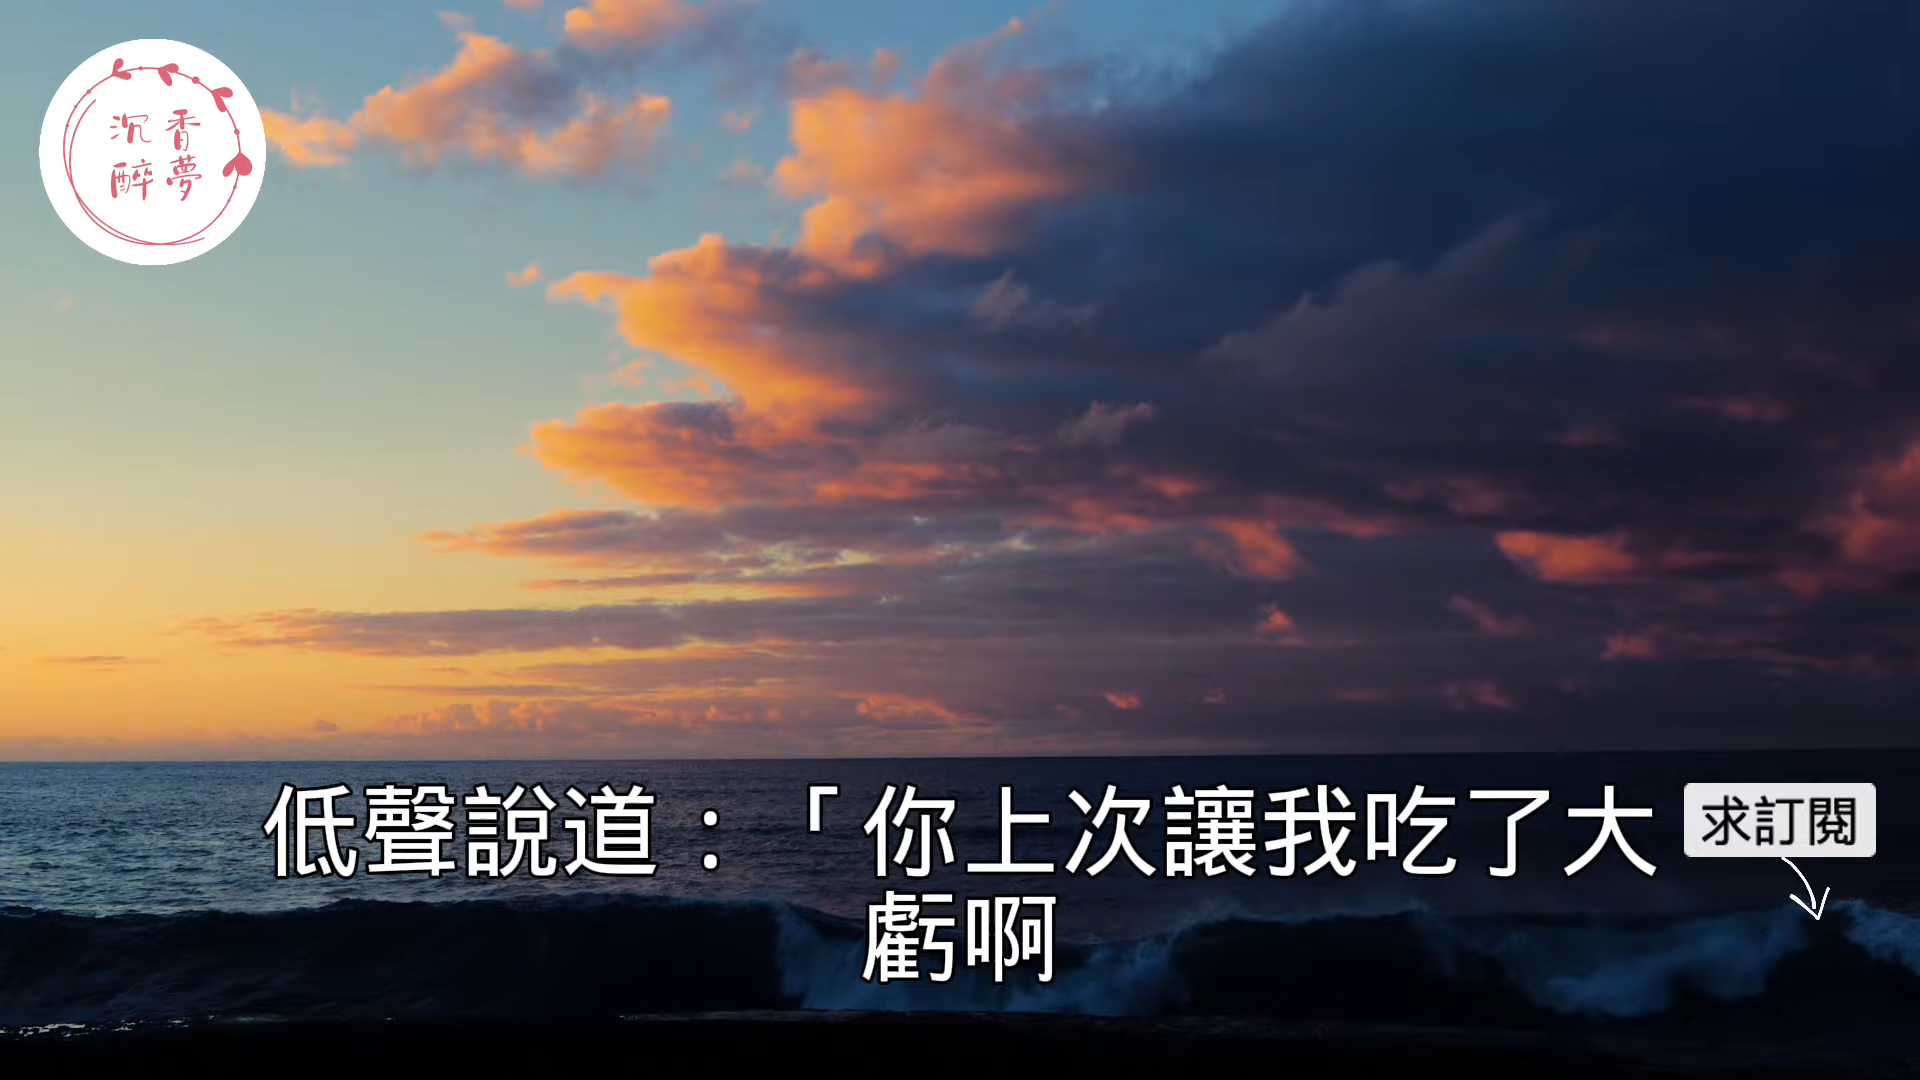 沉香
醉夢
低聲說道：「你上次讓我吃了大
虧啊
求訂閱